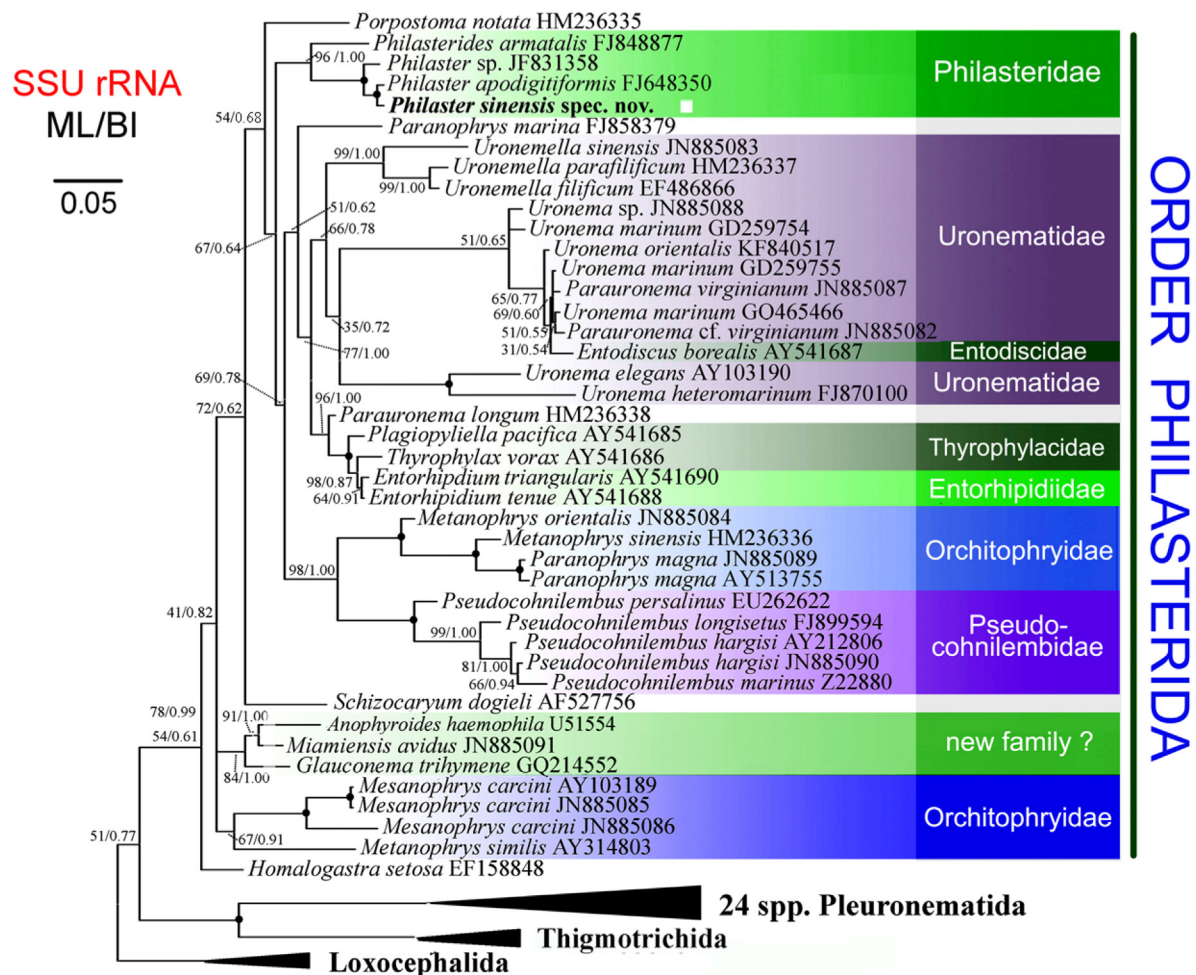 Porpostoma notata HM236335
Philasterides armatalis FJ848877
SSU rRNA
ML/BI
0.05
96 /1.00
Philaster sp. JF831358
Philaster apodigitiformis FJ648350
Philaster sinensis spec. nov.
Philasteridae
54/0.68
Paranophrys marina FJ858379
Uronemella sinensis JN885083
99/1.00
Uronemella parafilificum HM236337
99/1.00
Uronemella filificum EF486866
51/0.62
66/0.78
67/0.64
Uronema sp. JN885088
Uronema marinum GD259754
51/0.65
Uronema orientalis KF840517
Uronema marinum GD259755
Parauronema virginianum JN885087
65/0.77
69/0.60
Uronema marinum GO465466
51/0.55
Parauronema cf. virginianum JN885082
31/0.54
Uronematidae
35/0.72
77/1.00
Entodiscus borealis AY541687
Entodiscidae
69/0.78
Uronema elegans AY103190
Uronema heteromarinum FJ870100
Uronematidae
96/1.00
72/0.62
Parauronema longum HM236338
Plagiopyliella pacifica AY541685
Thyrophylax vorax AY541686
Thyrophylacidae
98/0.87
64/0.91
Entorhipdium triangularis AY541690
Entorhipidium tenue AY541688
Entorhipidiidae
Metanophrys orientalis JN885084
Metanophrys sinensis HM236336
Paranophrys magna JN885089
Paranophrys magna AY513755
Orchitophryidae
98/1.00
Pseudocohnilembus persalinus EU262622
Pseudocohnilembus longisetus FJ899594
99/1.00
Pseudocohnilembus hargisi AY212806
81/1.00
Pseudocohnilembus hargisi JN885090
66/0.94
Pseudocohnilembus marinus Z22880
Pseudo-
cohnilembidae
41/0.82
Schizocaryum dogieli AF527756
78/0.99
54/0.61
91/1.00
Anophyroides haemophila U51554
Miamiensis avidus JN885091
84/1.00
Glauconema trihymene GQ214552
new family ?
Mesanophrys carcini AY103189
Mesanophrys carcini JN885085
Mesanophrys carcini JN885086
67/0.91
Metanophrys similis AY314803
Orchitophryidae
51/0.77
Homalogastra setosa EF158848
24 spp. Pleuronematida
Thigmotrichida
Loxocephalida
ORDER PHILASTERIDA